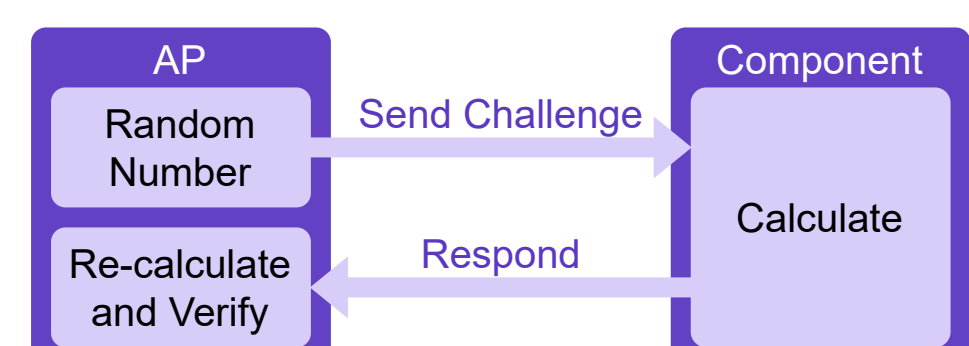 AP
Component
Random
Number
Send Challenge
Calculate
Respond
Re-calculate
and Verify